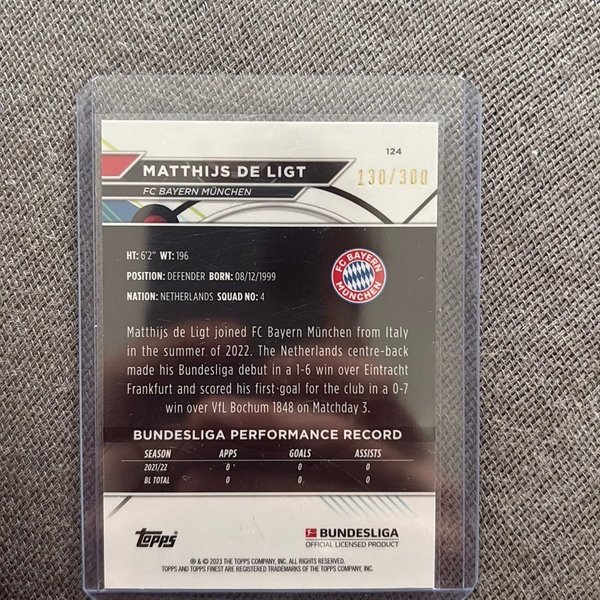 124
MATTHIJS DE LIGT
130/300
FC BAYERN MÜNCHEN
HT: 6'2" WT: 196
POSITION: DEFENDER BORN: 08/12/1999
NATION: NETHERLANDS SQUAD NO: 4
FC BAYERN
MÜNCHEN
Matthijs de Ligt joined FC Bayern München from Italy
in the summer of 2022. The Netherlands centre-back
made his Bundesliga debut in a 1-6 win over Eintracht
Frankfurt and scored his first-goal for the club in a 0-7
win over VfL Bochum 1848 on Matchday 3.
BUNDESLIGA PERFORMANCE RECORD
SEASON APPS GOALS ASSISTS
2021/22 0 0 0
BL TOTAL 0 0 0
Topps
BUNDESLIGA
OFFICIAL LICENSED PRODUCT
® & © 2023 THE TOPPS COMPANY, INC. ALL RIGHTS RESERVED.
TOPPS AND TOPPS FINEST ARE REGISTERED TRADEMARKS OF THE TOPPS COMPANY, INC.